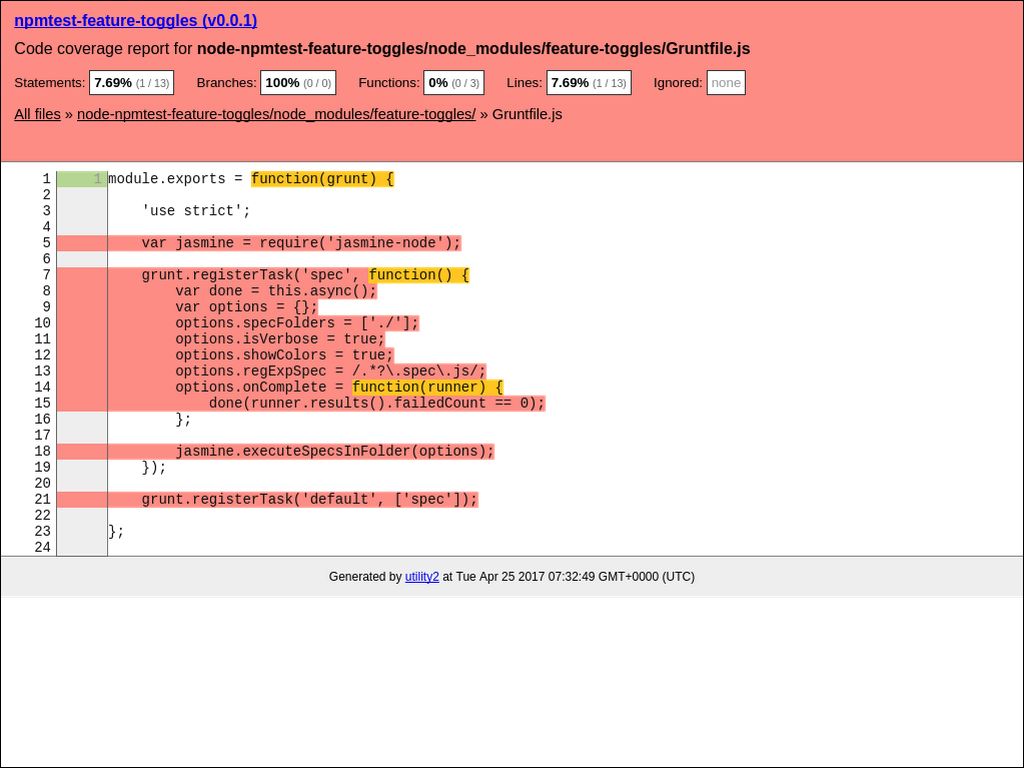 npmtest-feature-toggles (v0.0.1)
Code coverage report for node-npmtest-feature-toggles/node_modules/feature-toggles/Gruntfile.js
Statements: 7.69% (1 / 13) Branches: 100% (0 / 0) Functions: 0% (0 / 3) Lines: 7.69% (1 / 13) Ignored: none
All files » node-npmtest-feature-toggles/node_modules/feature-toggles/ » Gruntfile.js
1 1 module.exports = function(grunt) {
2
3     'use strict';
4
5     var jasmine = require('jasmine-node');
6
7     grunt.registerTask('spec', function() {
8         var done = this.async();
9         var options = {};
10         options.specFolders = ['./'];
11         options.isVerbose = true;
12         options.showColors = true;
13         options.regExpSpec = /.*?\.spec\.js/;
14         options.onComplete = function(runner) {
15             done(runner.results().failedCount == 0);
16         };
17
18         jasmine.executeSpecsInFolder(options);
19     });
20
21     grunt.registerTask('default', ['spec']);
22
23 };
24
Generated by utility2 at Tue Apr 25 2017 07:32:49 GMT+0000 (UTC)